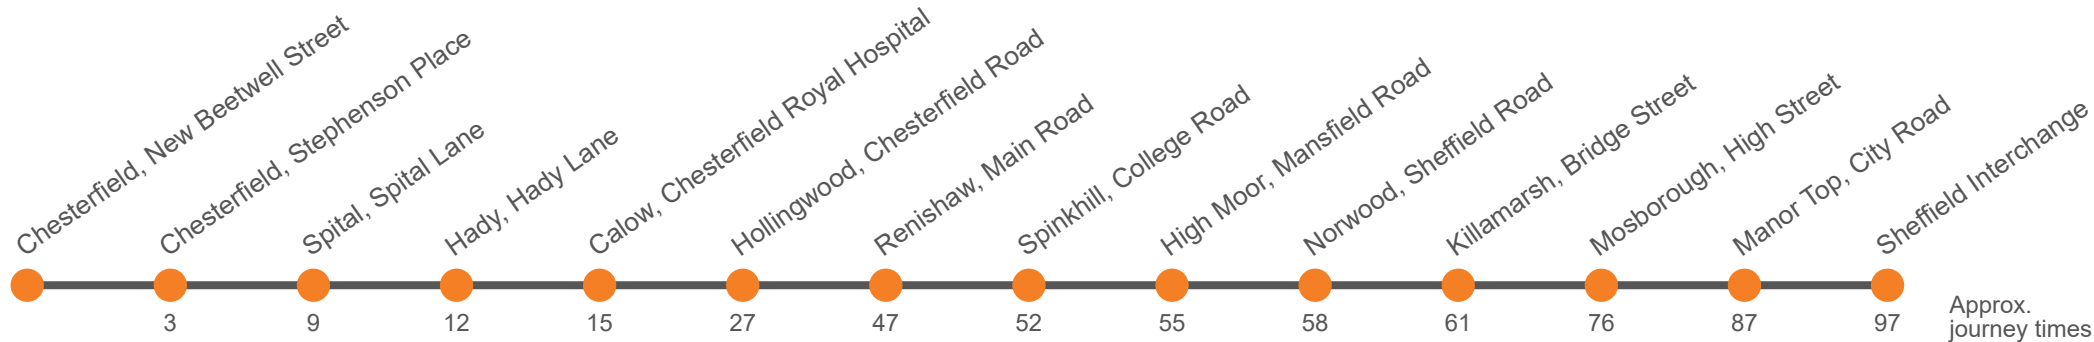 Chesterfield, New Beetwell Street
Chesterfield, Stephenson Place
Spital, Spital Lane
Hady, Hady Lane
Calow, Chesterfield Royal Hospital
Hollingwood, Chesterfield Road
Renishaw, Main Road
Spinkhill, College Road
High Moor, Mansfield Road
Norwood, Sheffield Road
Killamarsh, Bridge Street
Mosborough, High Street
Manor Top, City Road
Sheffield Interchange
3
9
12
15
27
47
52
55
58
61
76
87
97
Approx.
journey times